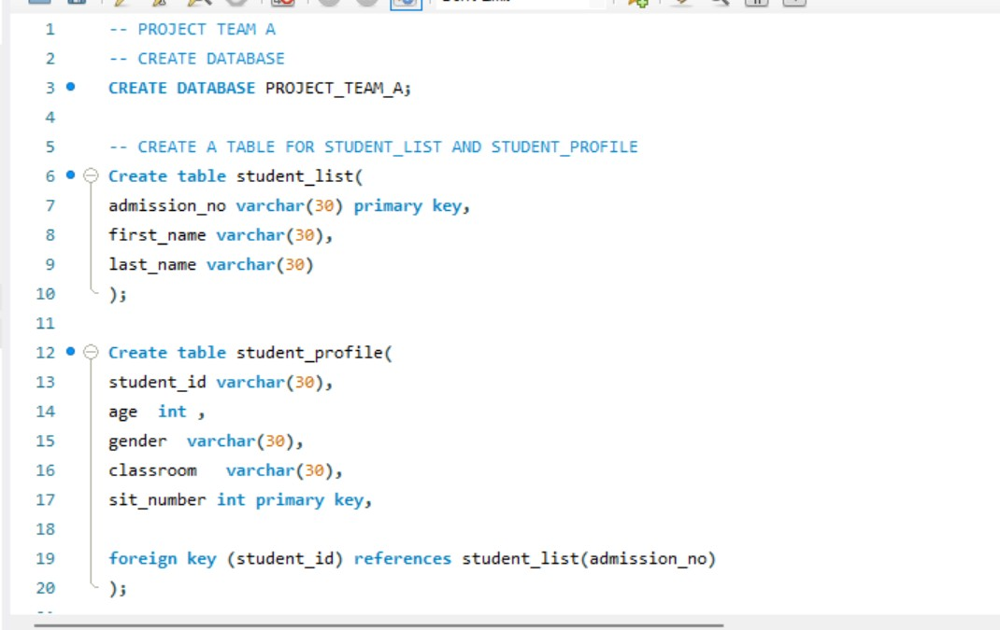 1 -- PROJECT TEAM A
2 -- CREATE DATABASE
3 CREATE DATABASE PROJECT_TEAM_A;
4
5 -- CREATE A TABLE FOR STUDENT_LIST AND STUDENT_PROFILE
6 Create table student_list(
7 admission_no varchar(30) primary key,
8 first_name varchar(30),
9 last_name varchar(30)
10 );
11
12 Create table student_profile(
13 student_id varchar(30),
14 age  int ,
15 gender  varchar(30),
16 classroom   varchar(30),
17 sit_number int primary key,
18
19 foreign key (student_id) references student_list(admission_no)
20 );